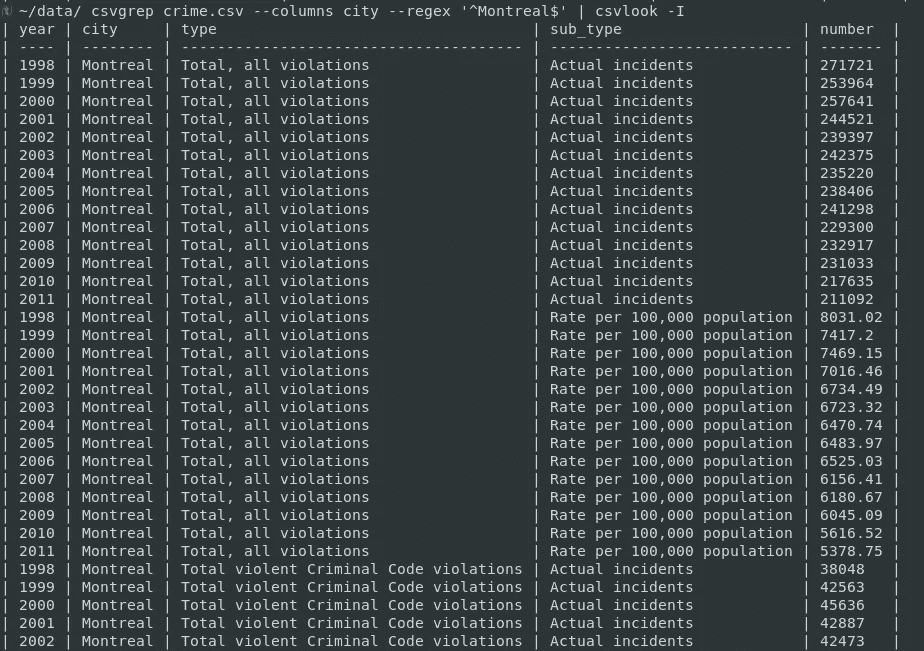 ~/data/ csvgrep crime.csv --columns city --regex '^Montreal$' | csvlook -I
| year | city     | type                                  | sub_type                    | number  |
| ---- | -------- | ------------------------------------- | --------------------------- | ------- |
| 1998 | Montreal | Total, all violations                 | Actual incidents            | 271721  |
| 1999 | Montreal | Total, all violations                 | Actual incidents            | 253964  |
| 2000 | Montreal | Total, all violations                 | Actual incidents            | 257641  |
| 2001 | Montreal | Total, all violations                 | Actual incidents            | 244521  |
| 2002 | Montreal | Total, all violations                 | Actual incidents            | 239397  |
| 2003 | Montreal | Total, all violations                 | Actual incidents            | 242375  |
| 2004 | Montreal | Total, all violations                 | Actual incidents            | 235220  |
| 2005 | Montreal | Total, all violations                 | Actual incidents            | 238406  |
| 2006 | Montreal | Total, all violations                 | Actual incidents            | 241298  |
| 2007 | Montreal | Total, all violations                 | Actual incidents            | 229300  |
| 2008 | Montreal | Total, all violations                 | Actual incidents            | 232917  |
| 2009 | Montreal | Total, all violations                 | Actual incidents            | 231033  |
| 2010 | Montreal | Total, all violations                 | Actual incidents            | 217635  |
| 2011 | Montreal | Total, all violations                 | Actual incidents            | 211092  |
| 1998 | Montreal | Total, all violations                 | Rate per 100,000 population | 8031.02 |
| 1999 | Montreal | Total, all violations                 | Rate per 100,000 population | 7417.2  |
| 2000 | Montreal | Total, all violations                 | Rate per 100,000 population | 7469.15 |
| 2001 | Montreal | Total, all violations                 | Rate per 100,000 population | 7016.46 |
| 2002 | Montreal | Total, all violations                 | Rate per 100,000 population | 6734.49 |
| 2003 | Montreal | Total, all violations                 | Rate per 100,000 population | 6723.32 |
| 2004 | Montreal | Total, all violations                 | Rate per 100,000 population | 6470.74 |
| 2005 | Montreal | Total, all violations                 | Rate per 100,000 population | 6483.97 |
| 2006 | Montreal | Total, all violations                 | Rate per 100,000 population | 6525.03 |
| 2007 | Montreal | Total, all violations                 | Rate per 100,000 population | 6156.41 |
| 2008 | Montreal | Total, all violations                 | Rate per 100,000 population | 6180.67 |
| 2009 | Montreal | Total, all violations                 | Rate per 100,000 population | 6045.09 |
| 2010 | Montreal | Total, all violations                 | Rate per 100,000 population | 5616.52 |
| 2011 | Montreal | Total, all violations                 | Rate per 100,000 population | 5378.75 |
| 1998 | Montreal | Total violent Criminal Code violations | Actual incidents            | 38048   |
| 1999 | Montreal | Total violent Criminal Code violations | Actual incidents            | 42563   |
| 2000 | Montreal | Total violent Criminal Code violations | Actual incidents            | 45636   |
| 2001 | Montreal | Total violent Criminal Code violations | Actual incidents            | 42887   |
| 2002 | Montreal | Total violent Criminal Code violations | Actual incidents            | 42473   |